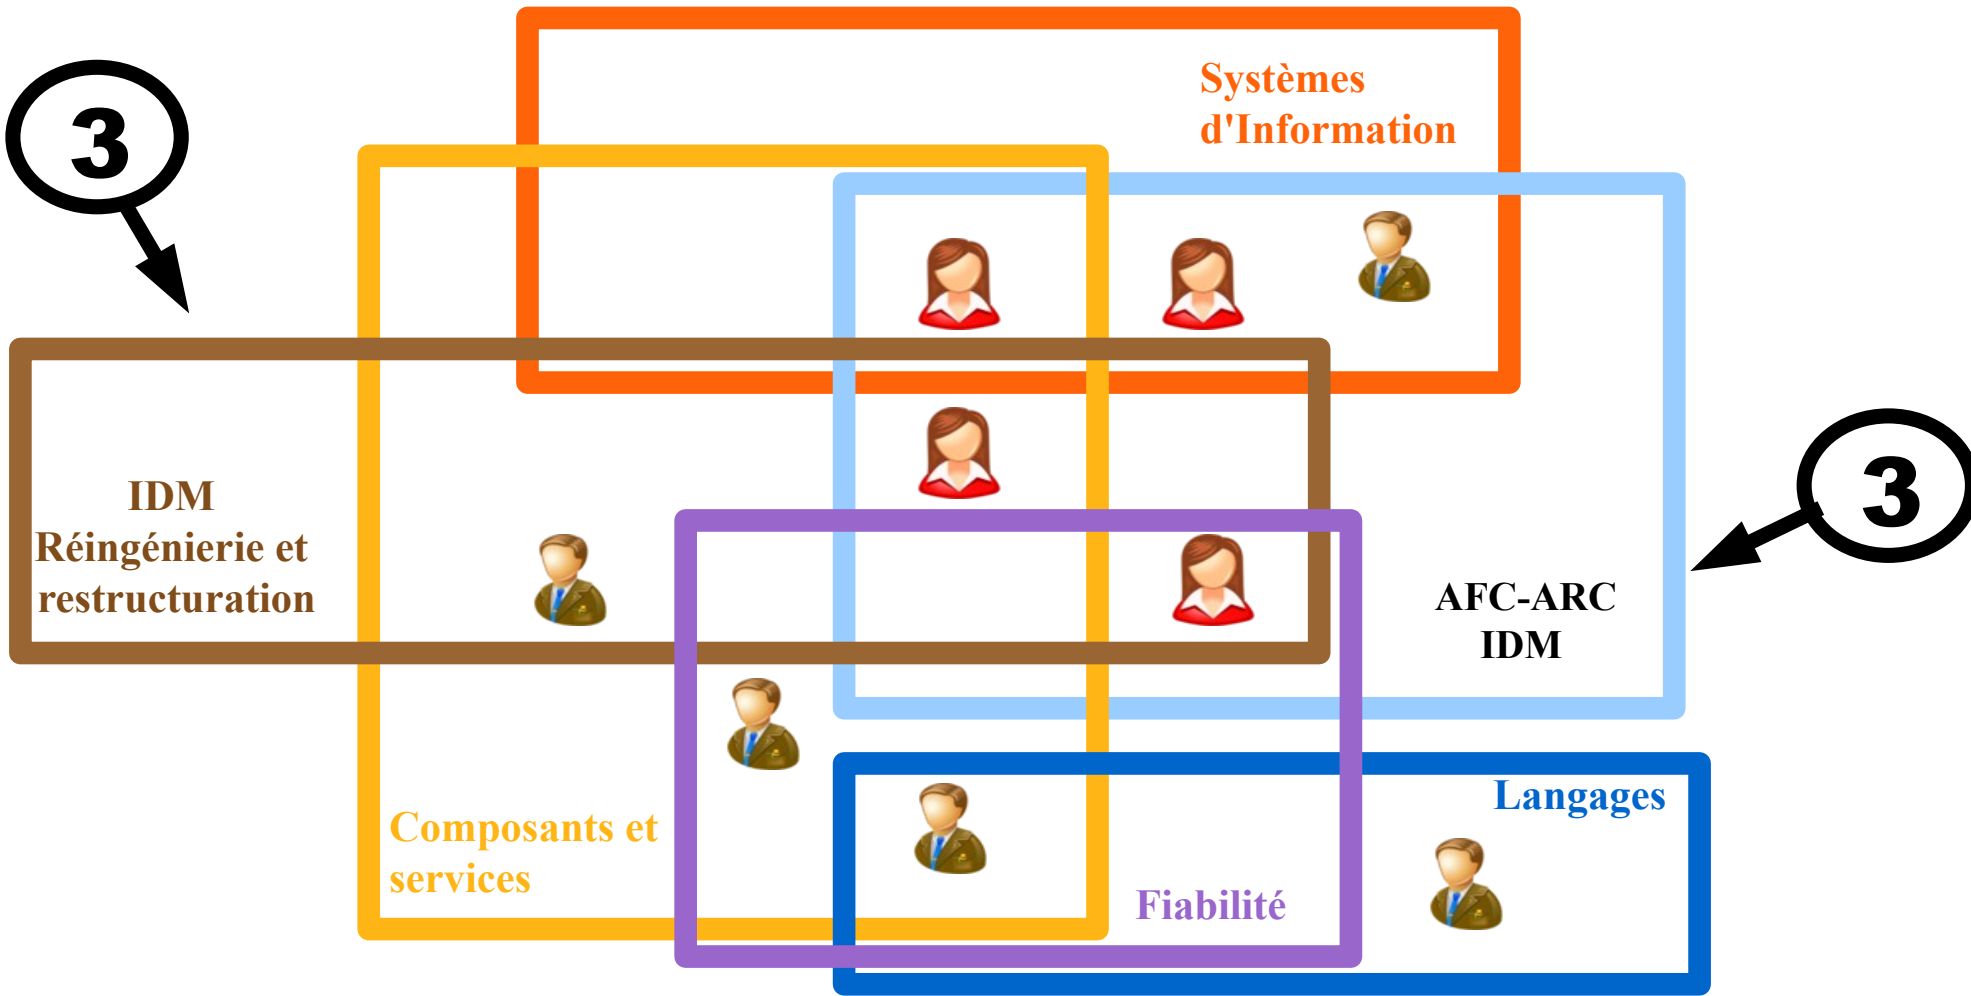 Systèmes
d'Information
3
IDM
Réingénierie et
restructuration
3
AFC-ARC
IDM
Langages
Composants et
services
Fiabilité